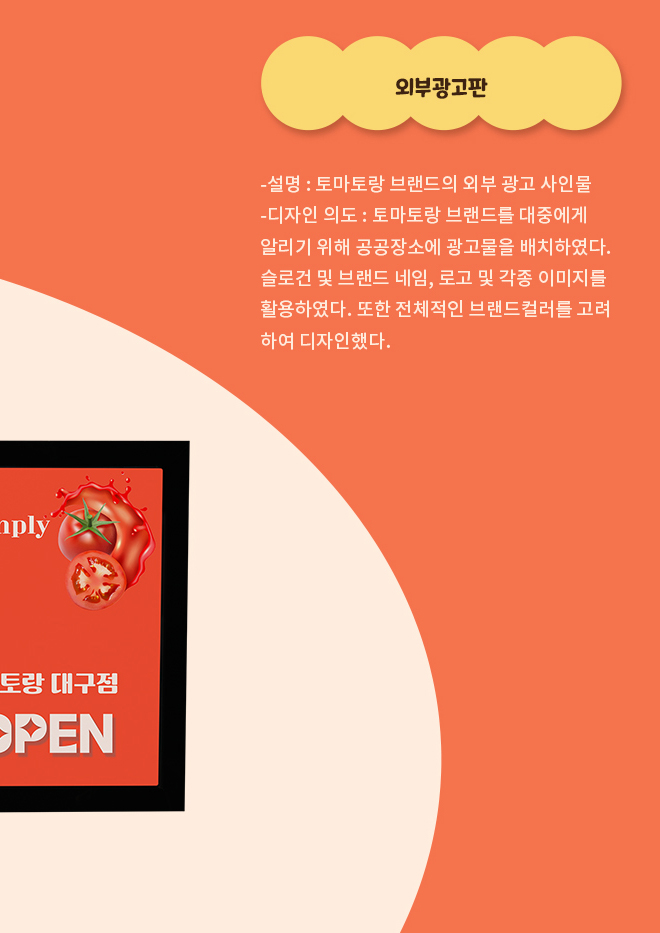 외부광고판
-설명 : 토마토랑 브랜드의 외부 광고 사인물
-디자인 의도 : 토마토랑 브랜드를 대중에게
알리기 위해 공공장소에 광고물을 배치하였다.
슬로건 및 브랜드 네임, 로고 및 각종 이미지를
활용하였다. 또한 전체적인 브랜드컬러를 고려
하여 디자인했다.
mply
토랑 대구점
OPEN